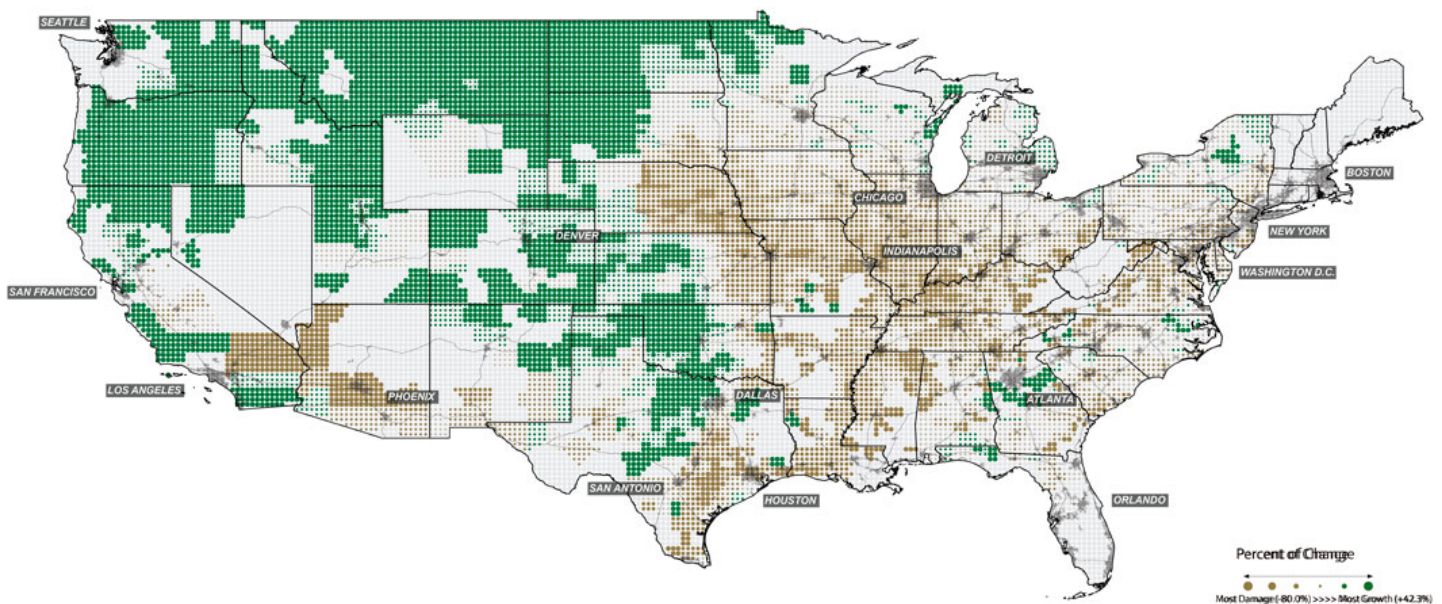 SEATTLE
DETROIT
BOSTON
CHICAGO
NEW YORK
DENVER
INDIANAPOLIS
WASHINGTON D.C.
SAN FRANCISCO
LOS ANGELES
PHOENIX
DALLAS
ATLANTA
SAN ANTONIO
HOUSTON
ORLANDO
Percent of Change
Most Damage (-80.0%) >>>> Most Growth (+42.3%)